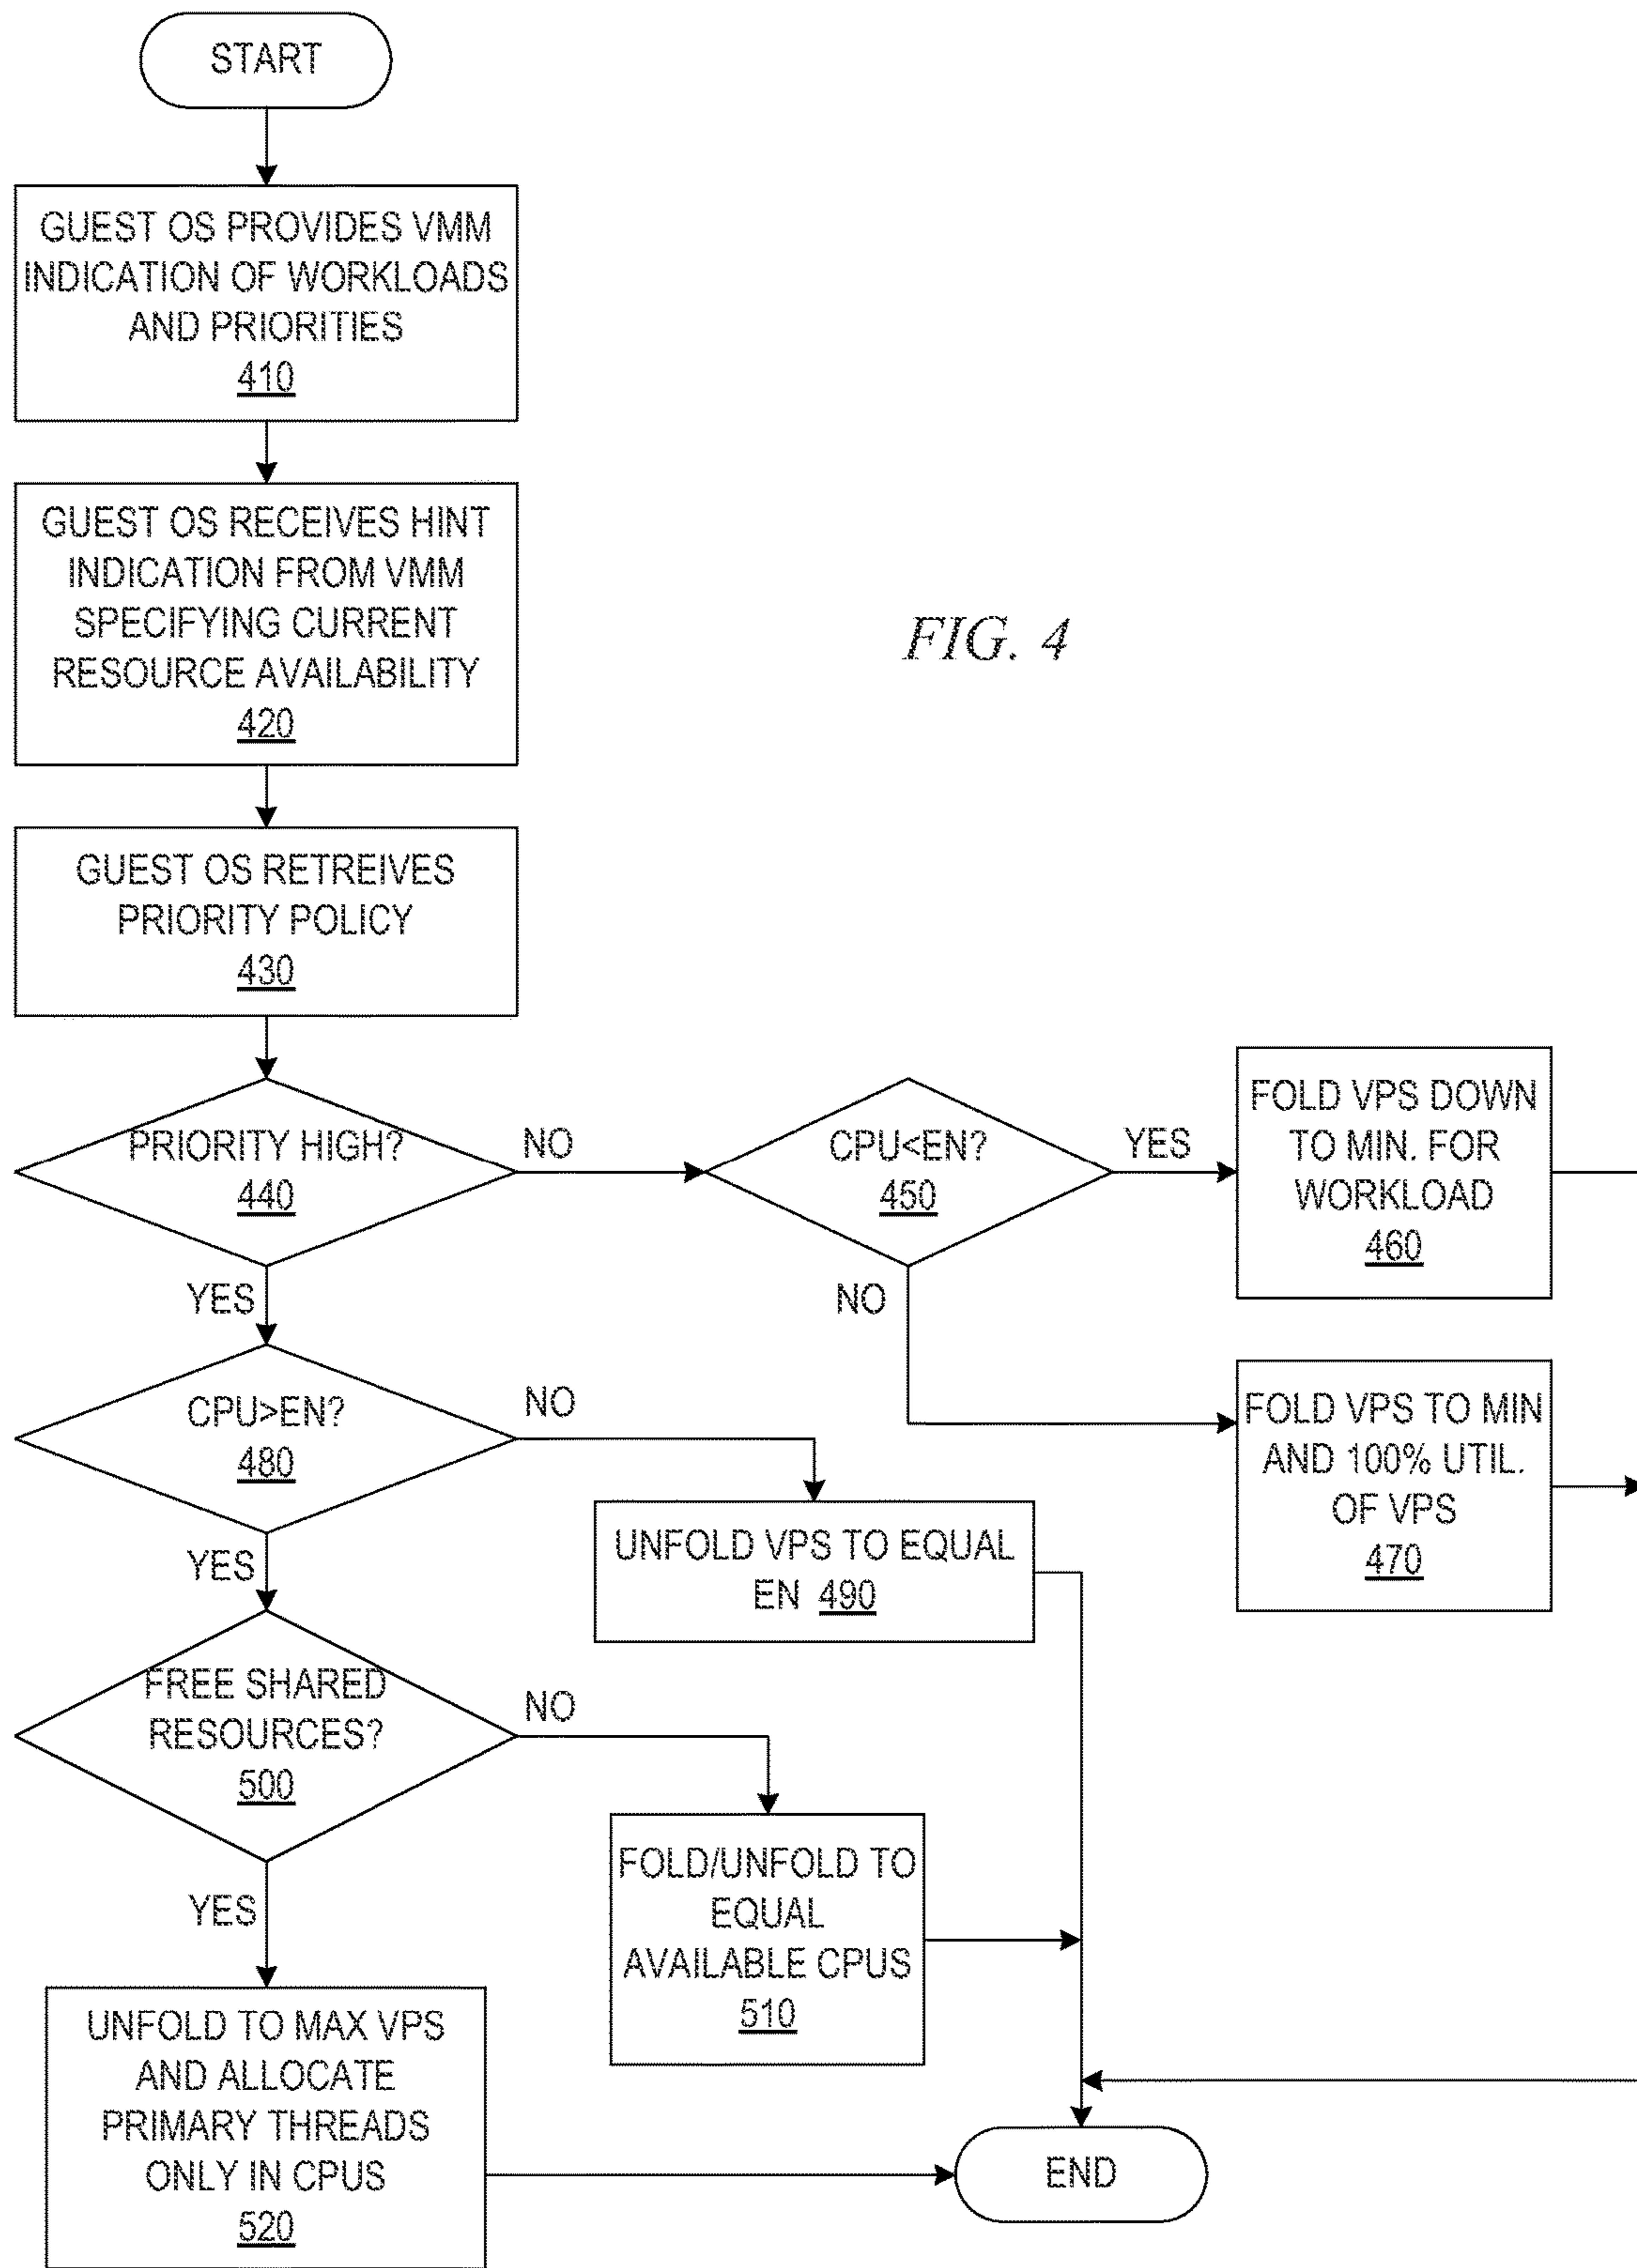 START
GUEST OS PROVIDES VMM
INDICATION OF WORKLOADS
AND PRIORITIES
410
GUEST OS RECEIVES HINT
INDICATION FROM VMM
SPECIFYING CURRENT
RESOURCE AVAILABILITY
420
FIG. 4
GUEST OS RETREIVES
PRIORITY POLICY
430
PRIORITY HIGH?
440
NO
CPU<EN?
450
YES
FOLD VPS DOWN
TO MIN. FOR
WORKLOAD
460
YES
NO
CPU>EN?
480
NO
FOLD VPS TO MIN
AND 100% UTIL.
OF VPS
470
UNFOLD VPS TO EQUAL
EN 490
YES
FREE SHARED
RESOURCES?
500
NO
FOLD/UNFOLD TO
EQUAL
AVAILABLE CPUS
510
YES
UNFOLD TO MAX VPS
AND ALLOCATE
PRIMARY THREADS
ONLY IN CPUS
520
END